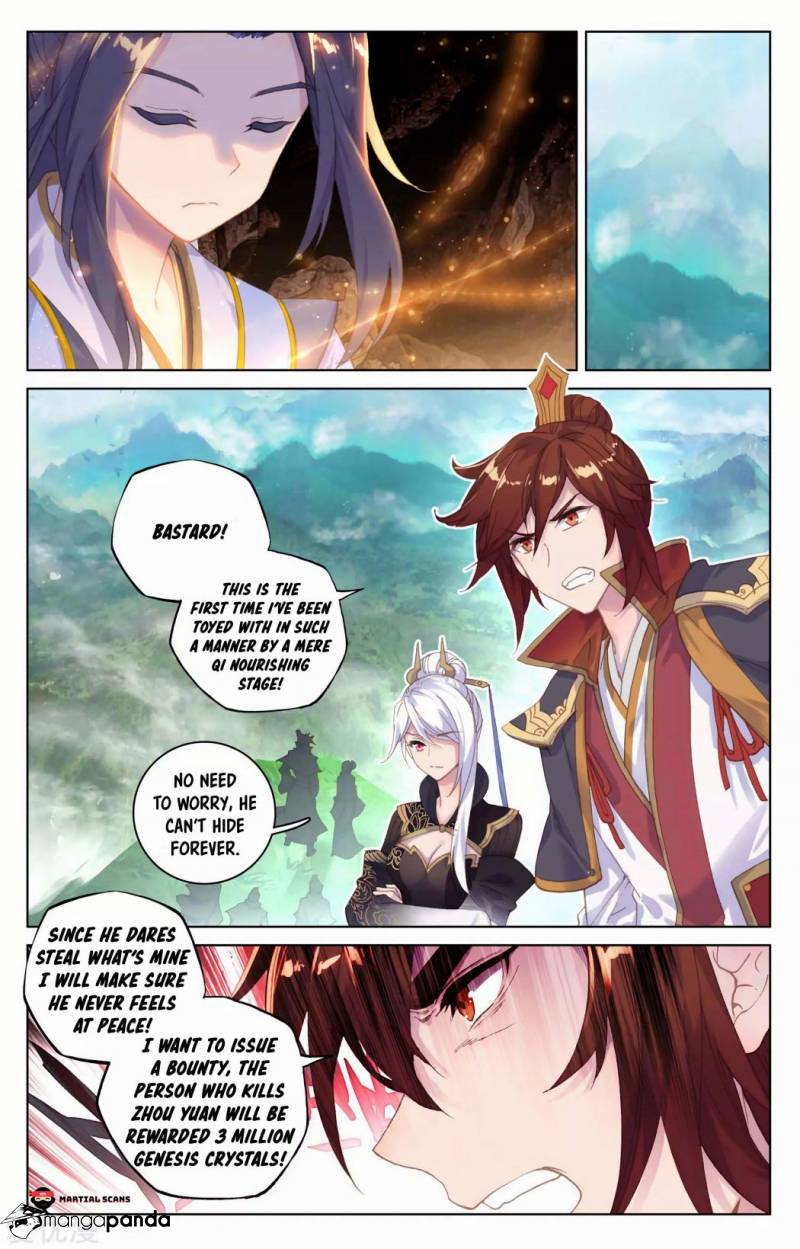 BASTARD!
THIS IS THE
FIRST TIME I'VE BEEN
TOYED WITH IN SUCH
A MANNER BY A MERE
QI NOURISHING
STAGE!
NO NEED
TO WORRY, HE
CAN'T HIDE
FOREVER.
SINCE HE DARES
STEAL WHAT'S MINE
I WILL MAKE SURE
HE NEVER FEELS
AT PEACE!
I WANT TO ISSUE
A BOUNTY, THE
PERSON WHO KILLS
ZHOU YUAN WILL BE
REWARDED 3 MILLION
GENESIS CRYSTALS!
MARTIAL SCANS
mangapanda